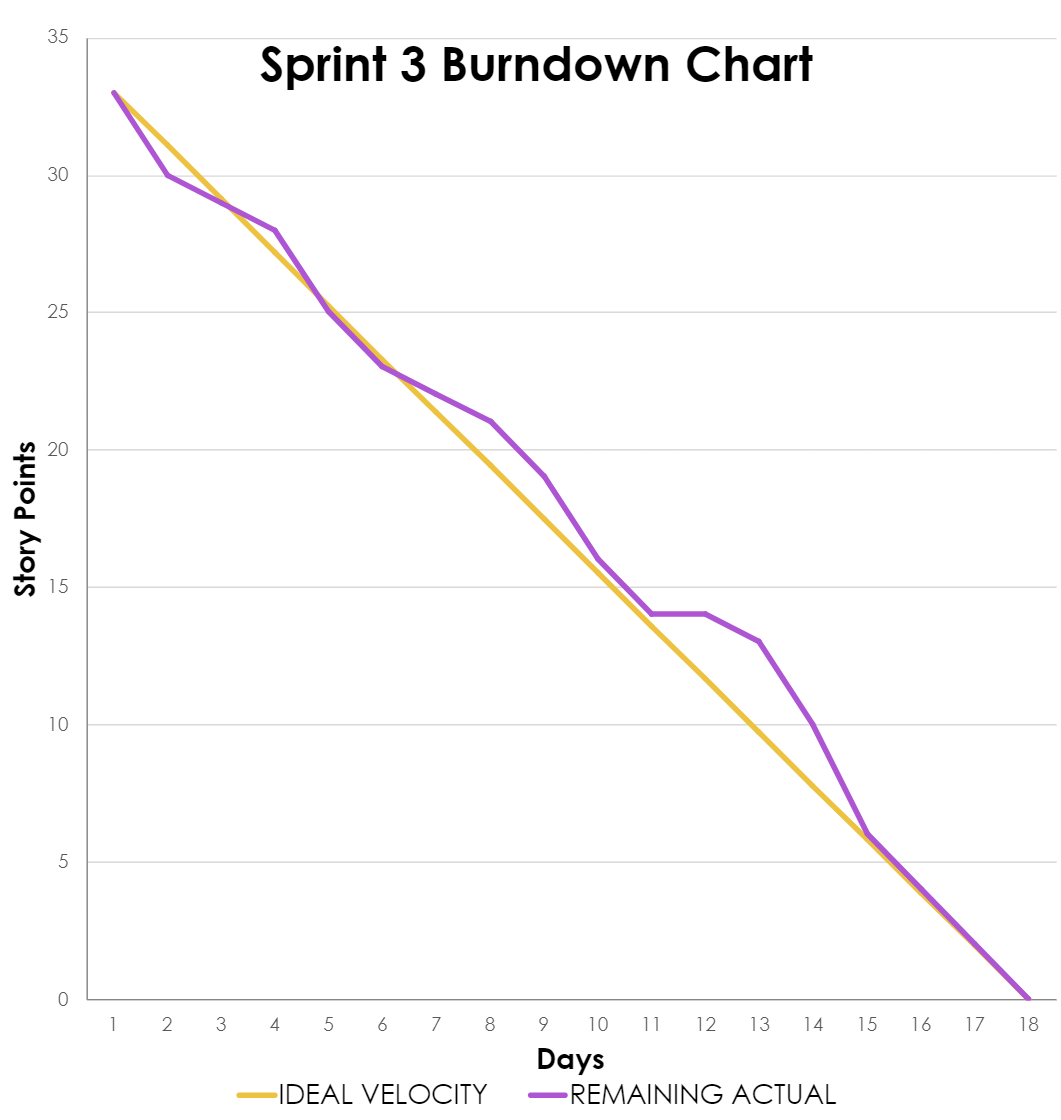 Sprint 3 Burndown Chart
35
30
25
20
15
10
5
0
Story Points
1 2 3 4 5 6 7 8 9 10 11 12 13 14 15 16 17 18
Days
IDEAL VELOCITY REMAINING ACTUAL